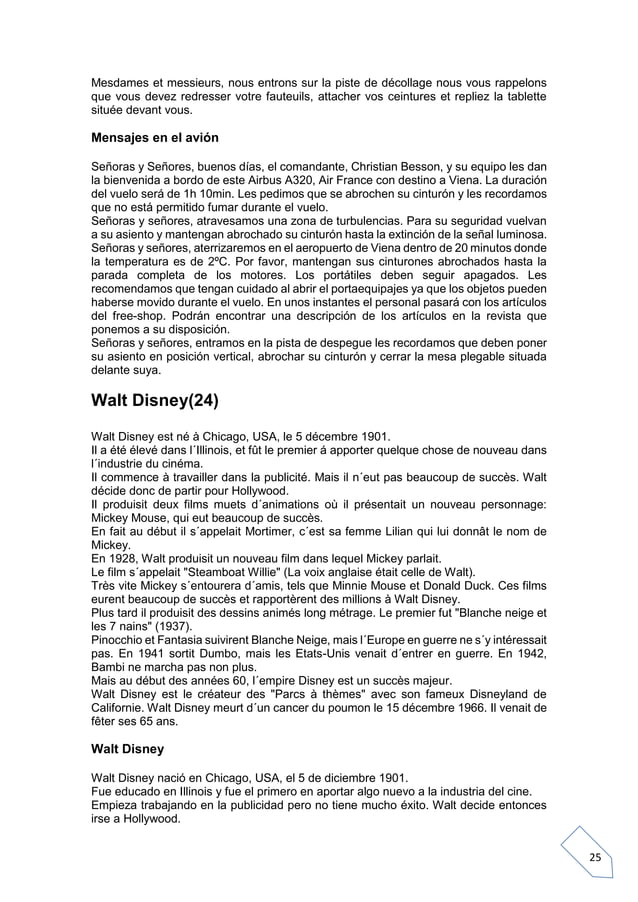 Mesdames et messieurs, nous entrons sur la piste de décollage nous vous rappelons
que vous devez redresser votre fauteuils, attacher vos ceintures et repliez la tablette
située devant vous.
Mensajes en el avión
Señoras y Señores, buenos días, el comandante, Christian Besson, y su equipo les dan
la bienvenida a bordo de este Airbus A320, Air France con destino a Viena. La duración
del vuelo será de 1h 10min. Les pedimos que se abrochen su cinturón y les recordamos
que no está permitido fumar durante el vuelo.
Señoras y señores, atravesamos una zona de turbulencias. Para su seguridad vuelvan
a su asiento y mantengan abrochado su cinturón hasta la extinción de la señal luminosa.
Señoras y señores, aterrizaremos en el aeropuerto de Viena dentro de 20 minutos donde
la temperatura es de 2ºC. Por favor, mantengan sus cinturones abrochados hasta la
parada completa de los motores. Los portátiles deben seguir apagados. Les
recomendamos que tengan cuidado al abrir el portaequipajes ya que los objetos pueden
haberse movido durante el vuelo. En unos instantes el personal pasará con los artículos
del free-shop. Podrán encontrar una descripción de los artículos en la revista que
ponemos a su disposición.
Señoras y señores, entramos en la pista de despegue les recordamos que deben poner
su asiento en posición vertical, abrochar su cinturón y cerrar la mesa plegable situada
delante suya.
Walt Disney(24)
Walt Disney est né à Chicago, USA, le 5 décembre 1901.
Il a été élevé dans l´Illinois, et fût le premier á apporter quelque chose de nouveau dans
l´industrie du cinéma.
Il commence à travailler dans la publicité. Mais il n´eut pas beaucoup de succès. Walt
décide donc de partir pour Hollywood.
Il produisit deux films muets d´animations où il présentait un nouveau personnage:
Mickey Mouse, qui eut beaucoup de succès.
En fait au début il s´appelait Mortimer, c´est sa femme Lilian qui lui donnât le nom de
Mickey.
En 1928, Walt produisit un nouveau film dans lequel Mickey parlait.
Le film s´appelait "Steamboat Willie" (La voix anglaise était celle de Walt).
Très vite Mickey s´entourera d´amis, tels que Minnie Mouse et Donald Duck. Ces films
eurent beaucoup de succès et rapportèrent des millions à Walt Disney.
Plus tard il produisit des dessins animés long métrage. Le premier fut "Blanche neige et
les 7 nains" (1937).
Pinocchio et Fantasia suivirent Blanche Neige, mais l´Europe en guerre ne s´y intéressait
pas. En 1941 sortit Dumbo, mais les Etats-Unis venait d´entrer en guerre. En 1942,
Bambi ne marcha pas non plus.
Mais au début des années 60, l´empire Disney est un succès majeur.
Walt Disney est le créateur des "Parcs à thèmes" avec son fameux Disneyland de
Californie. Walt Disney meurt d´un cancer du poumon le 15 décembre 1966. Il venait de
fêter ses 65 ans.
Walt Disney
Walt Disney nació en Chicago, USA, el 5 de diciembre 1901.
Fue educado en Illinois y fue el primero en aportar algo nuevo a la industria del cine.
Empieza trabajando en la publicidad pero no tiene mucho éxito. Walt decide entonces
irse a Hollywood.
25